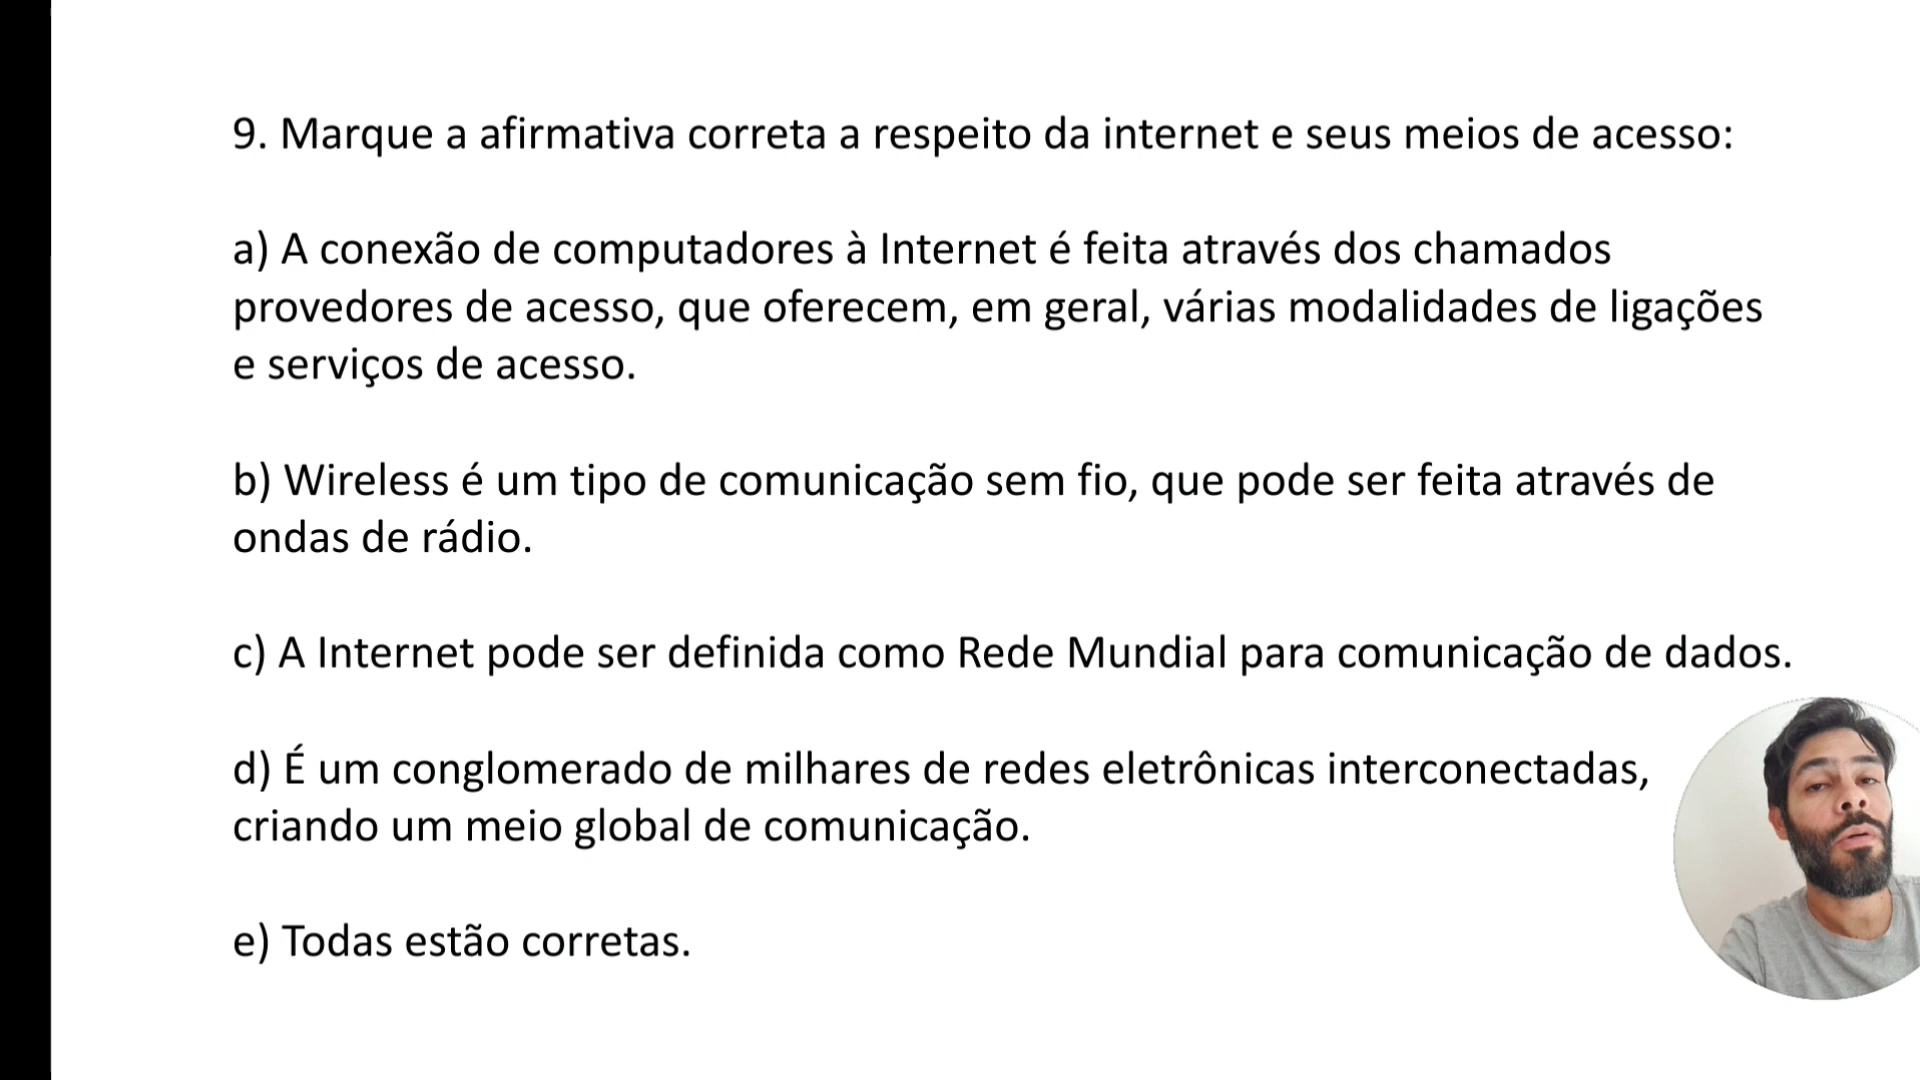 9. Marque a afirmativa correta a respeito da internet e seus meios de acesso:
a) A conexão de computadores à Internet é feita através dos chamados
provedores de acesso, que oferecem, em geral, várias modalidades de ligações
e serviços de acesso.
b) Wireless é um tipo de comunicação sem fio, que pode ser feita através de
ondas de rádio.
c) A Internet pode ser definida como Rede Mundial para comunicação de dados.
d) É um conglomerado de milhares de redes eletrônicas interconectadas,
criando um meio global de comunicação.
e) Todas estão corretas.